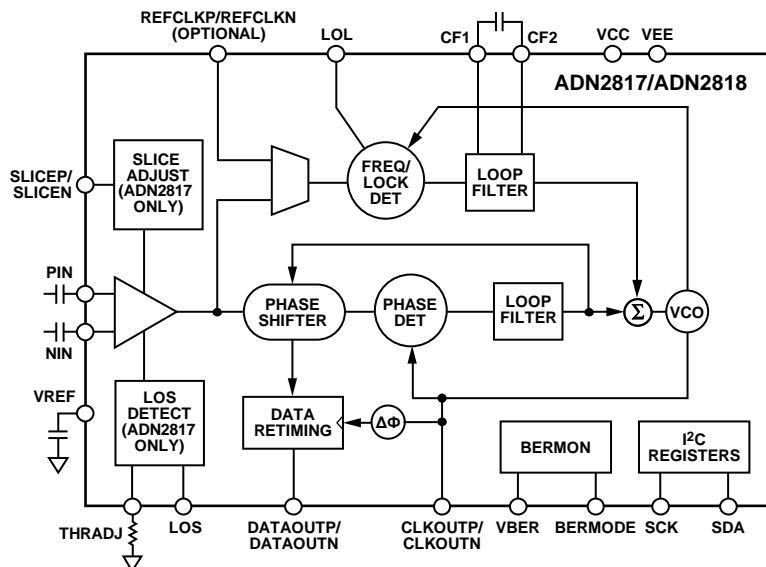 REFCLKP/REFCLKN
(OPTIONAL)
LOL
CF1
CF2
VCC
VEE
ADN2817/ADN2818
SLICEP/
SLICEN
SLICE
ADJUST
(ADN2817
ONLY)
FREQ/
LOCK
DET
LOOP
FILTER
PIN
NIN
PHASE
SHIFTER
PHASE
DET
LOOP
FILTER
Σ
VCO
VREF
LOS
DETECT
(ADN2817
ONLY)
DATA
RETIMING
ΔΦ
BERMON
I²C
REGISTERS
THRADJ
LOS
DATAOUTP/
DATAOUTN
CLKOUTP/
CLKOUTN
VBER
BERMODE
SCK
SDA